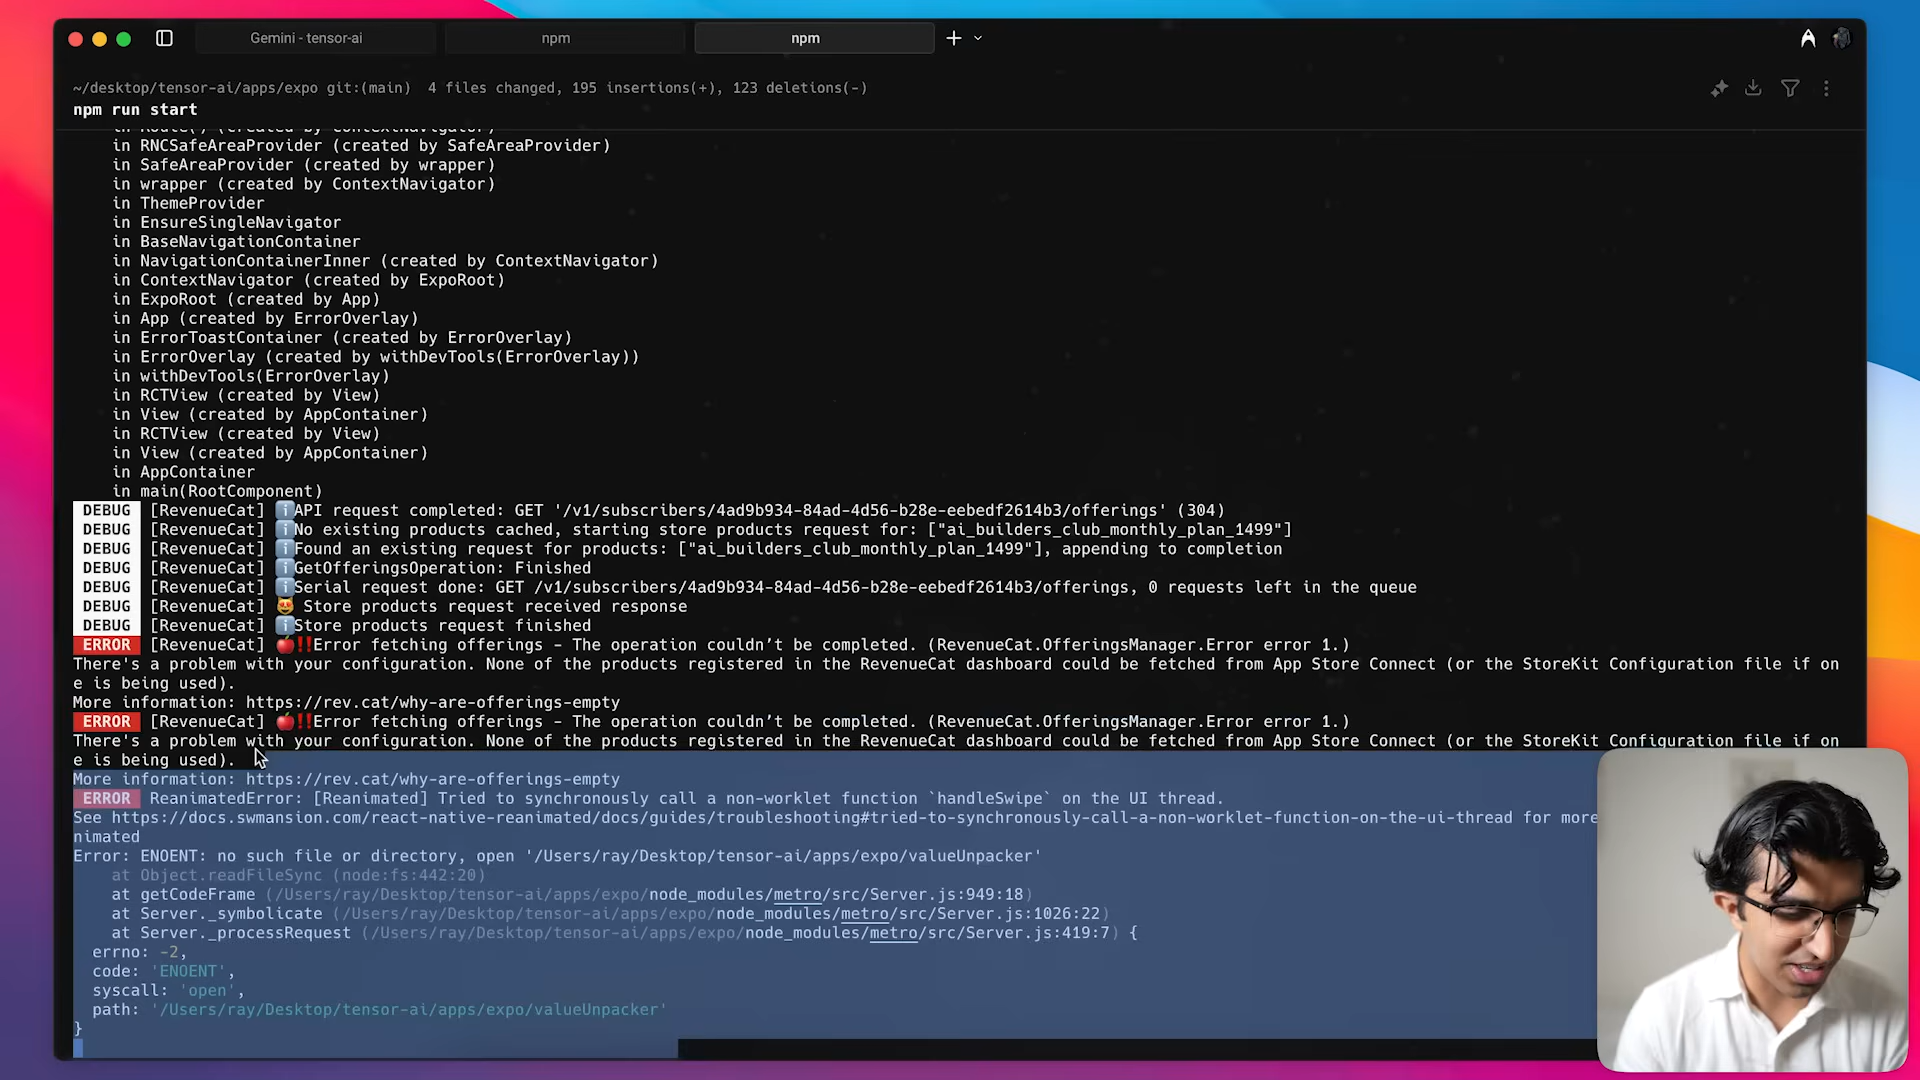 Gemini - tensor-ai
npm
npm
~/desktop/tensor-ai/apps/expo git:(main) 4 files changed, 195 insertions(+), 123 deletions(-)
npm run start
in Route() (created by ContextNavigator)
in RNCSafeAreaProvider (created by SafeAreaProvider)
in SafeAreaProvider (created by wrapper)
in wrapper (created by ContextNavigator)
in ThemeProvider
in EnsureSingleNavigator
in BaseNavigationContainer
in NavigationContainerInner (created by ContextNavigator)
in ContextNavigator (created by ExpoRoot)
in ExpoRoot (created by App)
in App (created by ErrorOverlay)
in ErrorToastContainer (created by ErrorOverlay)
in ErrorOverlay (created by withDevTools(ErrorOverlay))
in withDevTools(ErrorOverlay)
in RCTView (created by View)
in View (created by AppContainer)
in RCTView (created by View)
in View (created by AppContainer)
in AppContainer
in main(RootComponent)
DEBUG [RevenueCat] ℹ️API request completed: GET '/v1/subscribers/4ad9b934-84ad-4d56-b28e-eebedf2614b3/offerings' (304)
DEBUG [RevenueCat] ℹ️No existing products cached, starting store products request for: ["ai_builders_club_monthly_plan_1499"]
DEBUG [RevenueCat] ℹ️Found an existing request for products: ["ai_builders_club_monthly_plan_1499"], appending to completion
DEBUG [RevenueCat] ℹ️GetOfferingsOperation: Finished
DEBUG [RevenueCat] ℹ️Serial request done: GET /v1/subscribers/4ad9b934-84ad-4d56-b28e-eebedf2614b3/offerings, 0 requests left in the queue
DEBUG [RevenueCat] 😻 Store products request received response
DEBUG [RevenueCat] ℹ️Store products request finished
ERROR [RevenueCat] 🍎‼️Error fetching offerings - The operation couldn’t be completed. (RevenueCat.OfferingsManager.Error error 1.)
There's a problem with your configuration. None of the products registered in the RevenueCat dashboard could be fetched from App Store Connect (or the StoreKit Configuration file if on
e is being used).
More information: https://rev.cat/why-are-offerings-empty
ERROR [RevenueCat] 🍎‼️Error fetching offerings - The operation couldn’t be completed. (RevenueCat.OfferingsManager.Error error 1.)
There's a problem with your configuration. None of the products registered in the RevenueCat dashboard could be fetched from App Store Connect (or the StoreKit Configuration file if on
e is being used).
More information: https://rev.cat/why-are-offerings-empty
ERROR ReanimatedError: [Reanimated] Tried to synchronously call a non-worklet function `handleSwipe` on the UI thread.
See https://docs.swmansion.com/react-native-reanimated/docs/guides/troubleshooting#tried-to-synchronously-call-a-non-worklet-function-on-the-ui-thread for more
nimated
Error: ENOENT: no such file or directory, open '/Users/ray/Desktop/tensor-ai/apps/expo/valueUnpacker'
at Object.readFileSync (node:fs:442:20)
at getCodeFrame (/Users/ray/Desktop/tensor-ai/apps/expo/node_modules/metro/src/Server.js:949:18)
at Server._symbolicate (/Users/ray/Desktop/tensor-ai/apps/expo/node_modules/metro/src/Server.js:1026:22)
at Server._processRequest (/Users/ray/Desktop/tensor-ai/apps/expo/node_modules/metro/src/Server.js:419:7) {
errno: -2,
code: 'ENOENT',
syscall: 'open',
path: '/Users/ray/Desktop/tensor-ai/apps/expo/valueUnpacker'
}